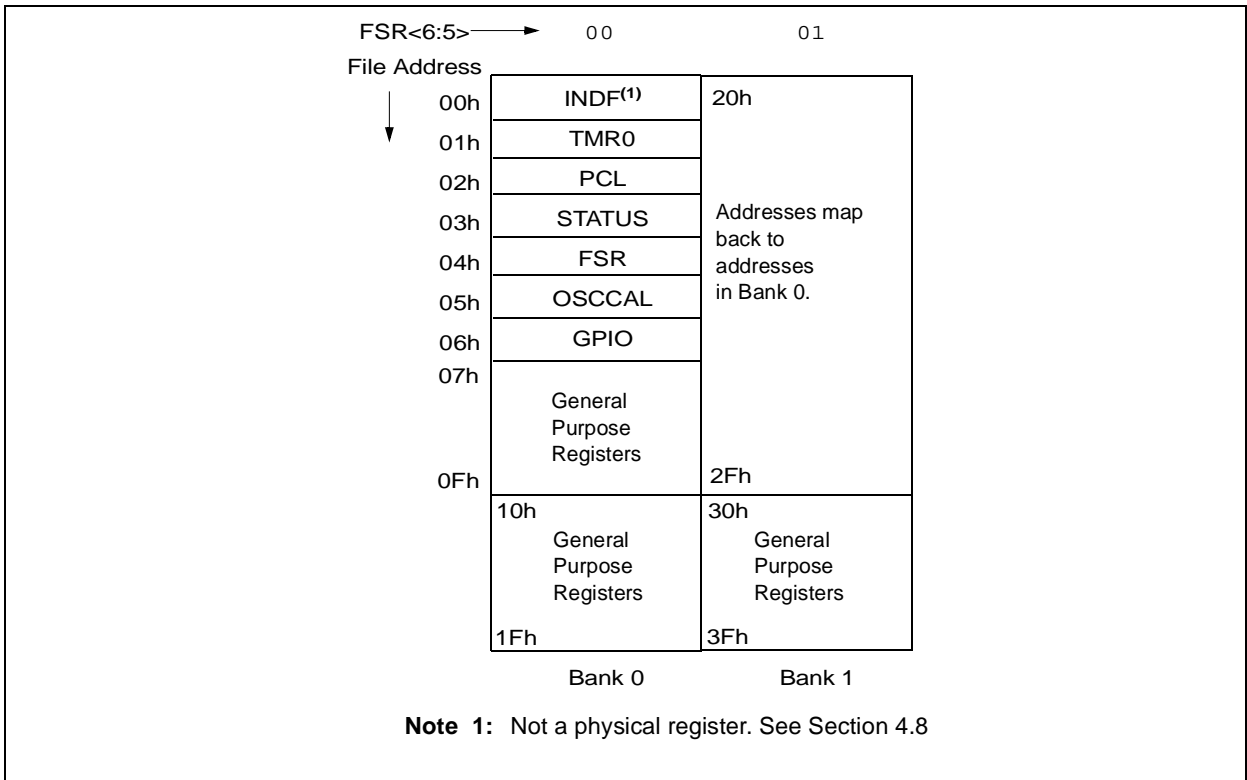 FSR<6:5> 00 01
File Address
00h INDF(1) 20h
01h TMR0
02h PCL
03h STATUS
04h FSR
05h OSCCAL
06h GPIO
07h
Addresses map
back to
addresses
in Bank 0.
General
Purpose
Registers
0Fh 2Fh
10h 30h
General
Purpose
Registers
General
Purpose
Registers
1Fh 3Fh
Bank 0 Bank 1
Note 1: Not a physical register. See Section 4.8